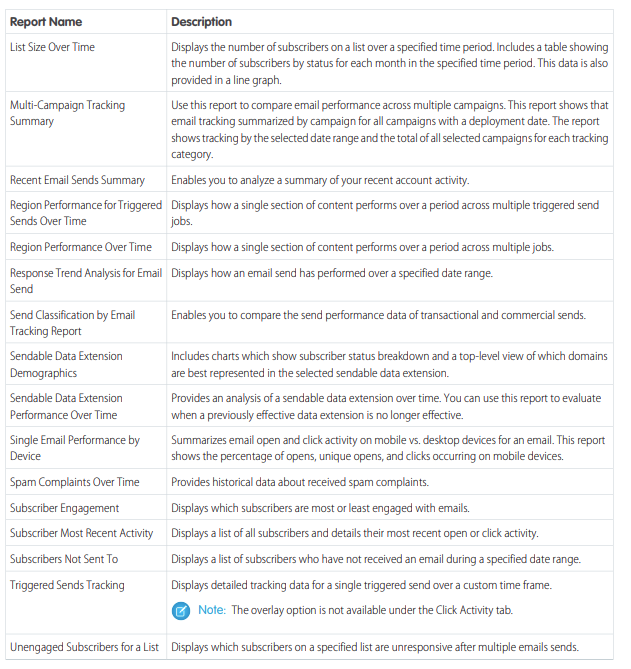 Report Name Description
List Size Over Time Displays the number of subscribers on a list over a specified time period. Includes a table showing
the number of subscribers by status for each month in the specified time period. This data is also
provided in a line graph.
Multi-Campaign Tracking Use this report to compare email performance across multiple campaigns. This report shows that
Summary email tracking summarized by campaign for all campaigns with a deployment date. The report
shows tracking by the selected date range and the total of all selected campaigns for each tracking
category.
Recent Email Sends Summary Enables you to analyze a summary of your recent account activity.
Region Performance for Triggered Displays how a single section of content performs over a period across multiple triggered send
Sends Over Time jobs.
Region Performance Over Time Displays how a single section of content performs over a period across multiple jobs.
Response Trend Analysis for Email Displays how an email send has performed over a specified date range.
Send
Send Classification by Email Enables you to compare the send performance data of transactional and commercial sends.
Tracking Report
Sendable Data Extension Includes charts which show subscriber status breakdown and a top-level view of which domains
Demographics are best represented in the selected sendable data extension.
Sendable Data Extension Provides an analysis of a sendable data extension over time. You can use this report to evaluate
Performance Over Time when a previously effective data extension is no longer effective.
Single Email Performance by Summarizes email open and click activity on mobile vs. desktop devices for an email. This report
Device shows the percentage of opens, unique opens, and clicks occurring on mobile devices.
Spam Complaints Over Time Provides historical data about received spam complaints.
Subscriber Engagement Displays which subscribers are most or least engaged with emails.
Subscriber Most Recent Activity Displays a list of all subscribers and details their most recent open or click activity.
Subscribers Not Sent To Displays a list of subscribers who have not received an email during a specified date range.
Triggered Sends Tracking Displays detailed tracking data for a single triggered send over a custom time frame.
Note: The overlay option is not available under the Click Activity tab.
Unengaged Subscribers for a List Displays which subscribers on a specified list are unresponsive after multiple emails sends.